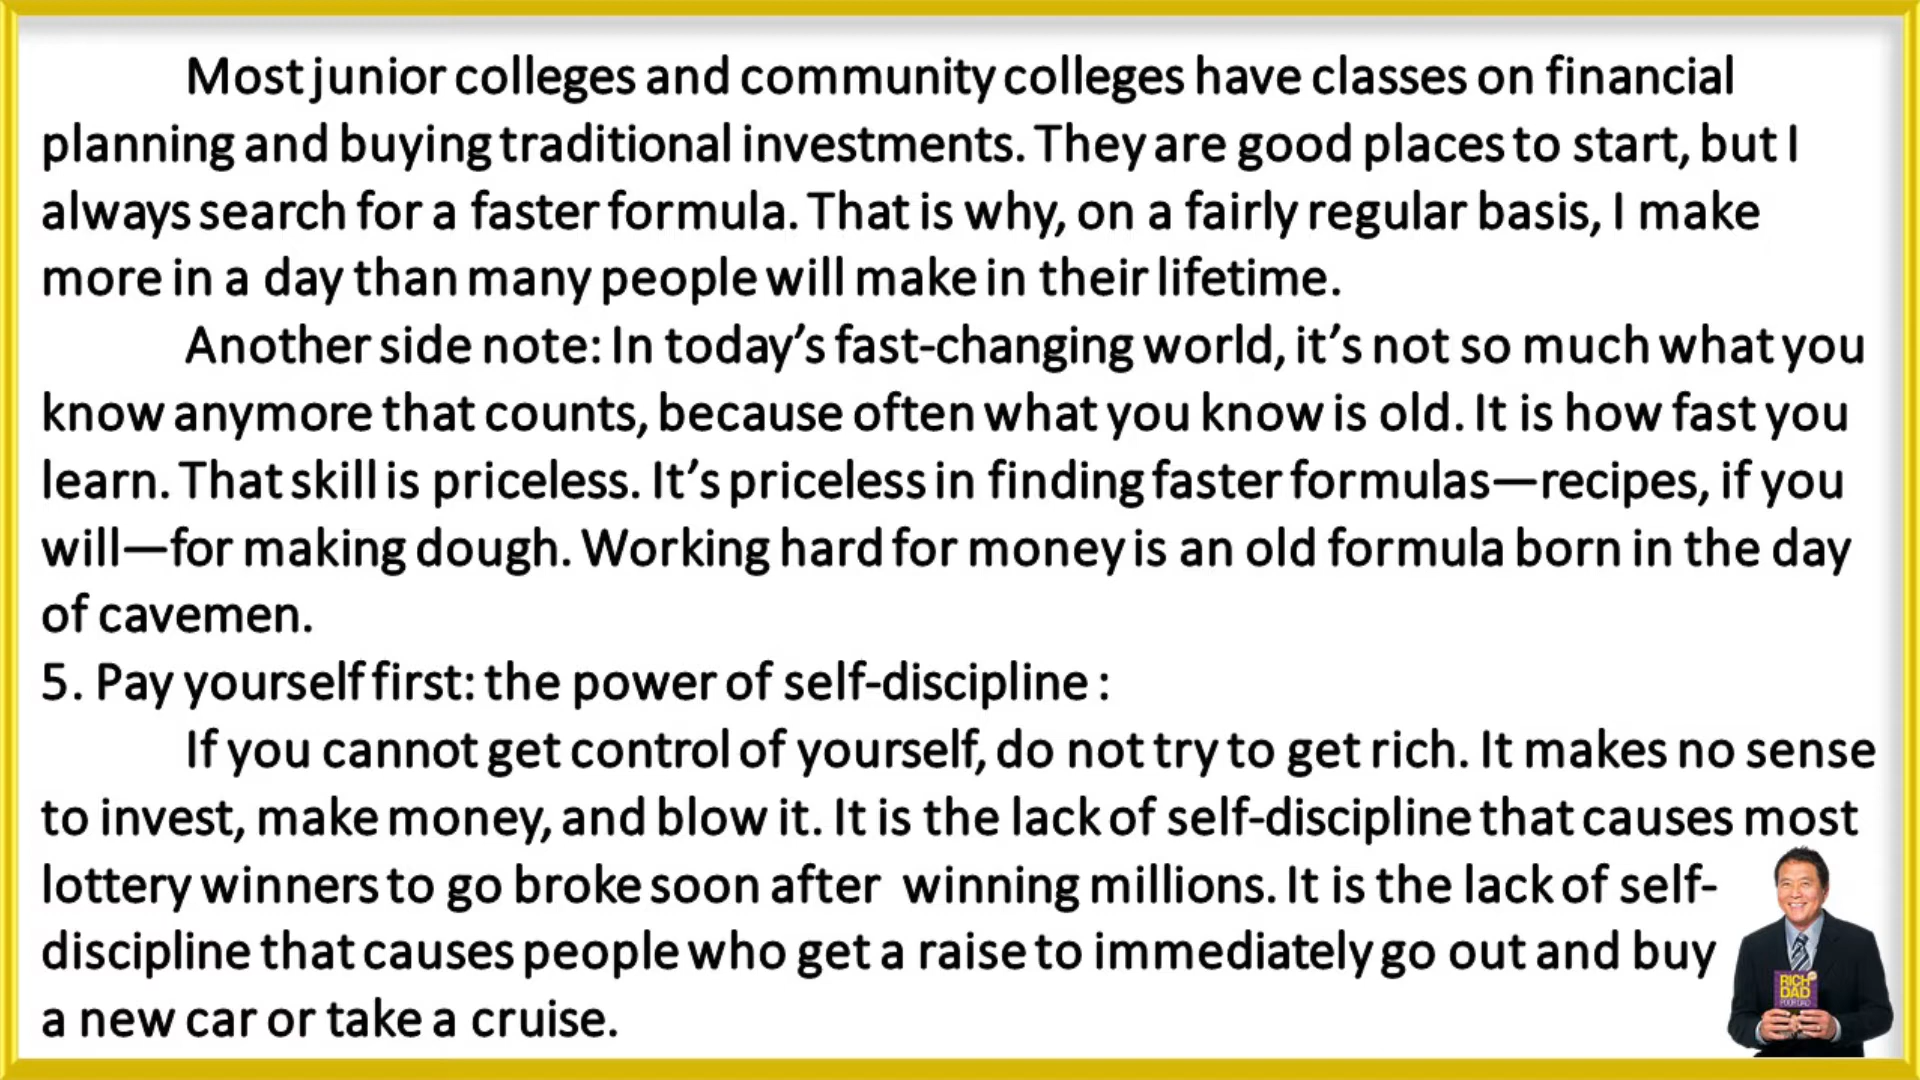 Most junior colleges and community colleges have classes on financial
planning and buying traditional investments. They are good places to start, but I
always search for a faster formula. That is why, on a fairly regular basis, I make
more in a day than many people will make in their lifetime.
Another side note: In today’s fast-changing world, it’s not so much what you
know anymore that counts, because often what you know is old. It is how fast you
learn. That skill is priceless. It’s priceless in finding faster formulas—recipes, if you
will—for making dough. Working hard for money is an old formula born in the day
of cavemen.
5. Pay yourself first: the power of self-discipline :
If you cannot get control of yourself, do not try to get rich. It makes no sense
to invest, make money, and blow it. It is the lack of self-discipline that causes most
lottery winners to go broke soon after winning millions. It is the lack of self-
discipline that causes people who get a raise to immediately go out and buy
a new car or take a cruise.
RICH
DAD
POOR DAD